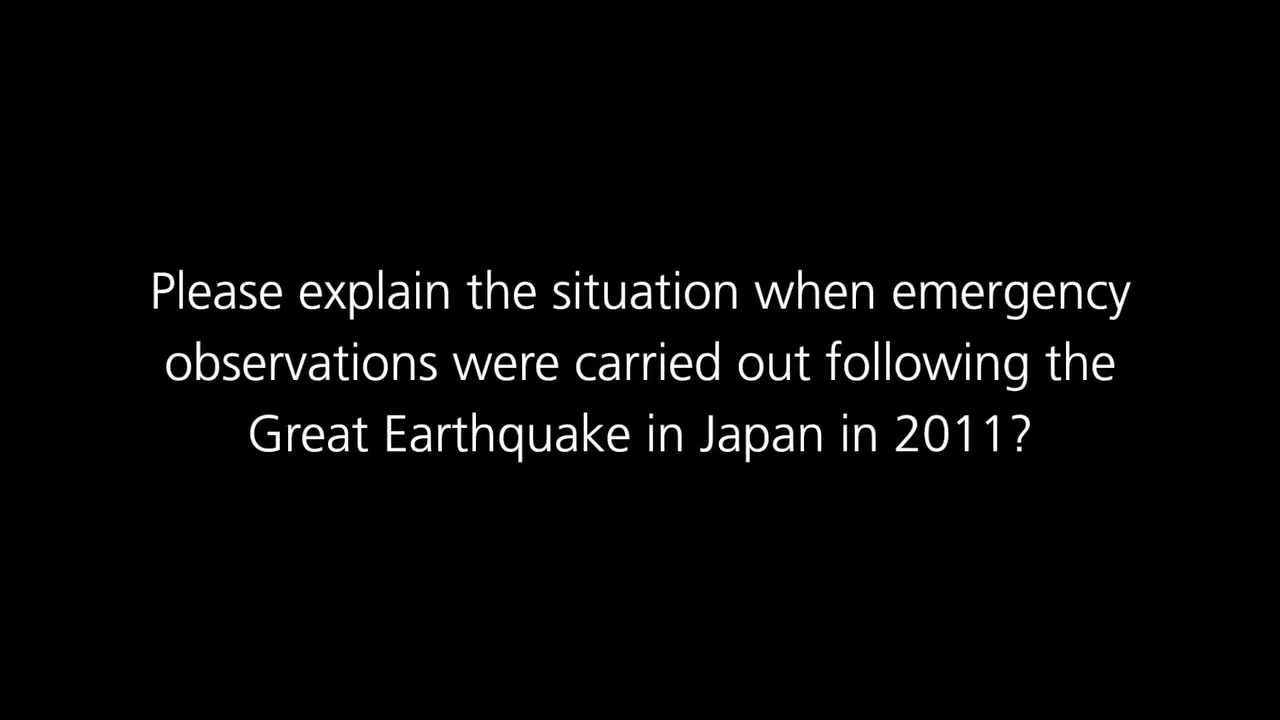 Please explain the situation when emergency
observations were carried out following the
Great Earthquake in Japan in 2011?